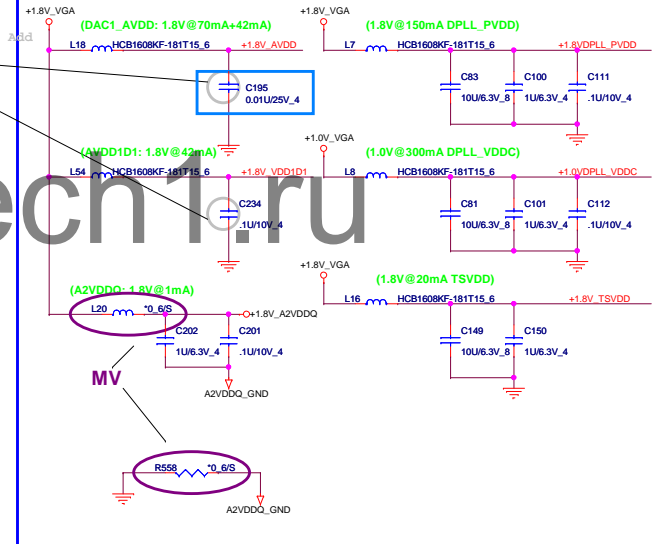 +1.8V_VGA
(DAC1_AVDD: 1.8V@70mA+42mA)
(1.8V@150mA DPLL_PVDD)
Add
L18 HCB1608KF-181T15_6 +1.8V_AVDD
L7 HCB1608KF-181T15_6 +1.8VDPLL_PVDD
C195
0.01U/25V_4
C83
10U/6.3V_8
C100
1U/6.3V_4
C111
.1U/10V_4
+1.8V_VGA
+1.0V_VGA
(AVDD1D1: 1.8V@42mA)
(1.0V@300mA DPLL_VDDC)
L54 HCB1608KF-181T15_6 +1.8V_VDD1D1
L8 HCB1608KF-181T15_6 +1.0VDPLL_VDDC
C234
.1U/10V_4
C81
10U/6.3V_8
C101
1U/6.3V_4
C112
.1U/10V_4
ech1.ru
+1.8V_VGA
(A2VDDQ: 1.8V@1mA)
(1.8V@20mA TSVDD)
L20 *0_6/S +1.8V_A2VDDQ
L16 HCB1608KF-181T15_6 +1.8V_TSVDD
C202
1U/6.3V_4
C201
.1U/10V_4
C149
10U/6.3V_8
C150
1U/6.3V_4
MV
A2VDDQ_GND
R558 *0_6/S
A2VDDQ_GND